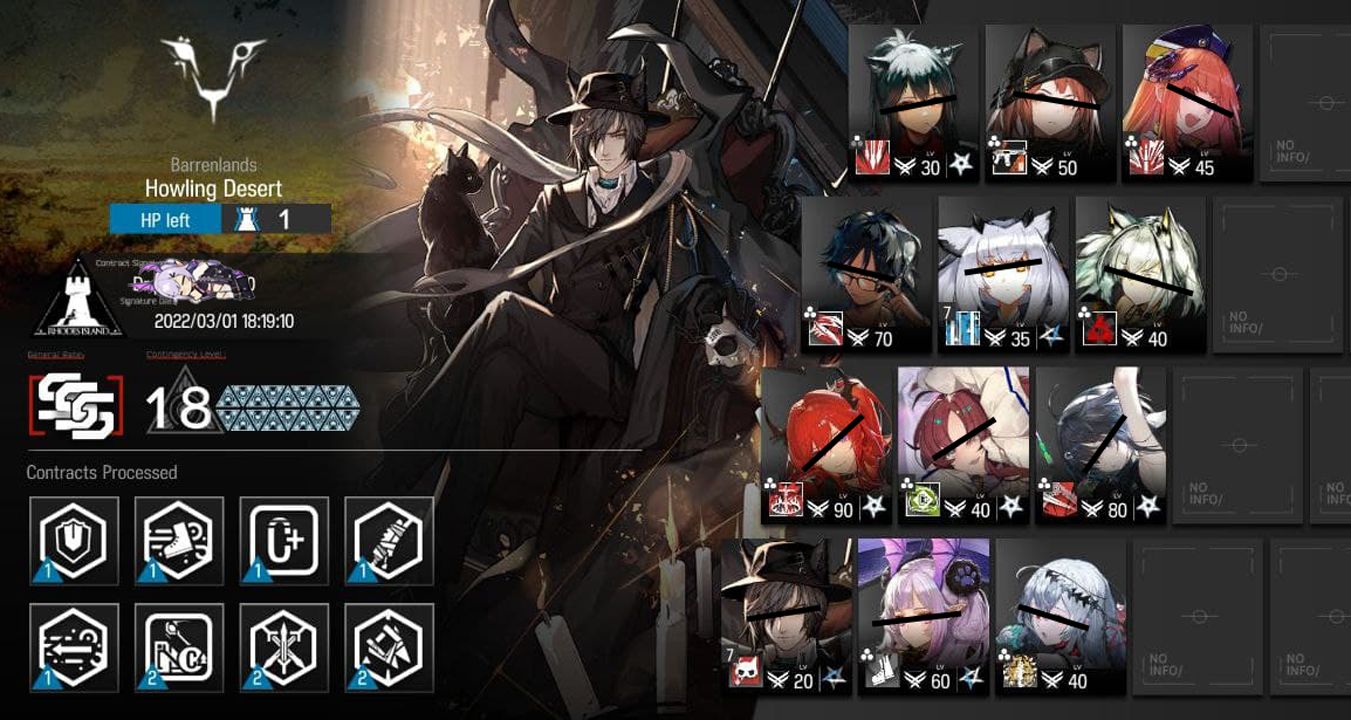 Barrenlands
Howling Desert
HP left 1
Contract Signature
Signature Date
RHODES ISLAND
2022/03/01 18:19:10
General Rate:
Contingency Level:
18
Contracts Processed
1
1
1
1
1
2
2
2
LV
30
LV
50
LV
45
NO
INFO/
LV
70
7
LV
35
LV
40
NO
INFO/
LV
90
LV
40
LV
80
NO
INFO/
NO
INFO/
7
LV
20
LV
60
LV
40
NO
INFO/
NO
INFO/